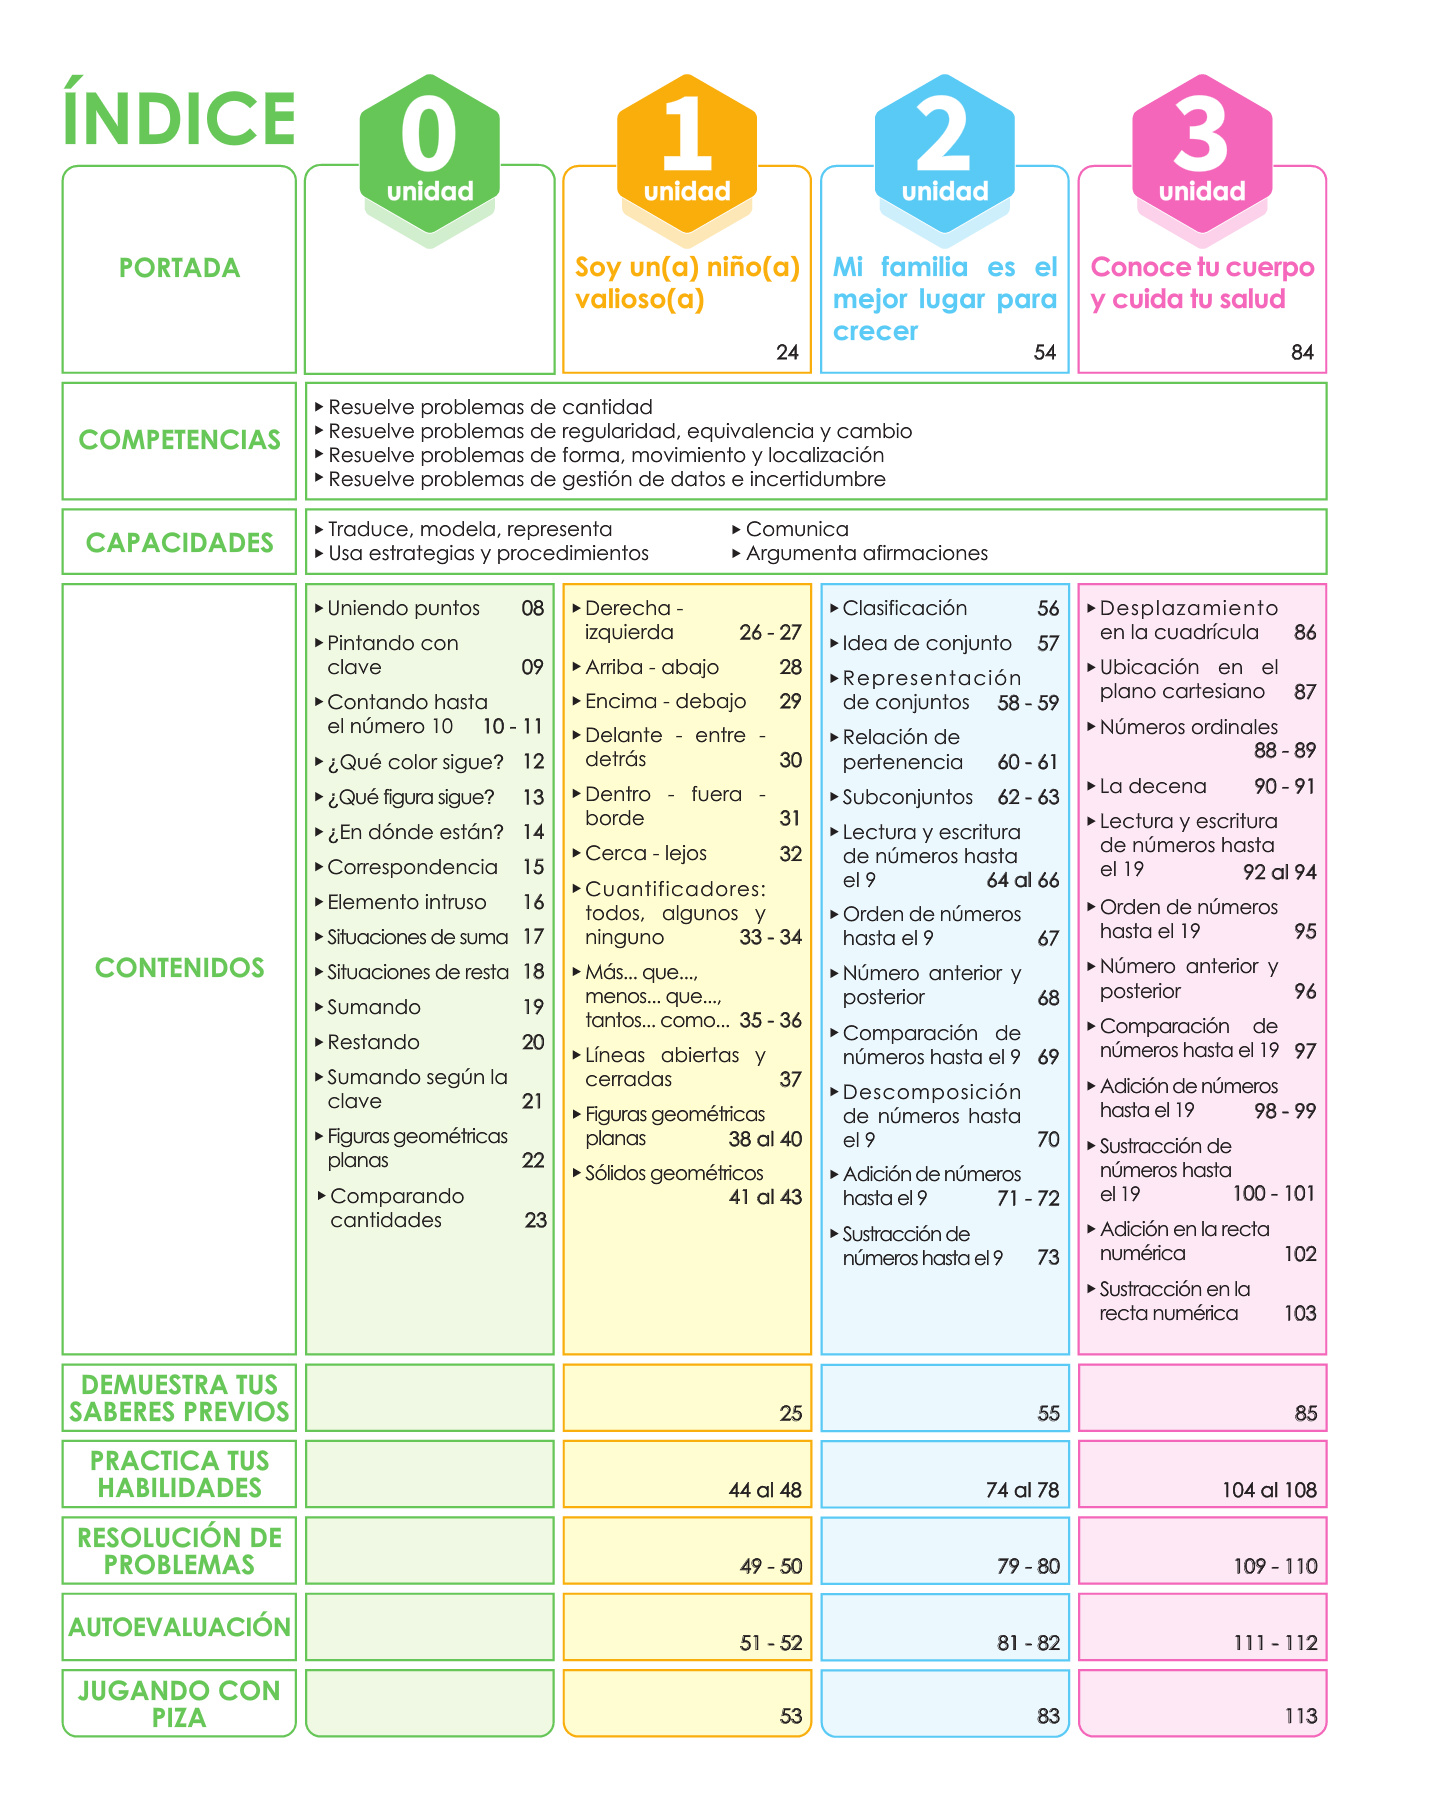 ÍNDICE
0
unidad
1
unidad
2
unidad
3
unidad
PORTADA
Soy un(a) niño(a)
valioso(a)
24
Mi familia es el
mejor lugar para
crecer
54
Conoce tu cuerpo
y cuida tu salud
84
COMPETENCIAS
▸Resuelve problemas de cantidad
▸Resuelve problemas de regularidad, equivalencia y cambio
▸Resuelve problemas de forma, movimiento y localización
▸Resuelve problemas de gestión de datos e incertidumbre
CAPACIDADES
▸Traduce, modela, representa
▸Usa estrategias y procedimientos
▸Comunica
▸Argumenta afirmaciones
CONTENIDOS
▸Uniendo puntos 08
▸Pintando con
clave 09
▸Contando hasta
el número 10 10 - 11
▸¿Qué color sigue? 12
▸¿Qué figura sigue? 13
▸¿En dónde están? 14
▸Correspondencia 15
▸Elemento intruso 16
▸Situaciones de suma 17
▸Situaciones de resta 18
▸Sumando 19
▸Restando 20
▸Sumando según la
clave 21
▸Figuras geométricas
planas 22
▸Comparando
cantidades 23
▸Derecha -
izquierda 26 - 27
▸Arriba - abajo 28
▸Encima - debajo 29
▸Delante - entre -
detrás 30
▸Dentro - fuera -
borde 31
▸Cerca - lejos 32
▸Cuantificadores:
todos, algunos y
ninguno 33 - 34
▸Más... que...,
menos... que...,
tantos... como... 35 - 36
▸Líneas abiertas y
cerradas 37
▸Figuras geométricas
planas 38 al 40
▸Sólidos geométricos
41 al 43
▸Clasificación 56
▸Idea de conjunto 57
▸Representación
de conjuntos 58 - 59
▸Relación de
pertenencia 60 - 61
▸Subconjuntos 62 - 63
▸Lectura y escritura
de números hasta
el 9 64 al 66
▸Orden de números
hasta el 9 67
▸Número anterior y
posterior 68
▸Comparación de
números hasta el 9 69
▸Descomposición
de números hasta
el 9 70
▸Adición de números
hasta el 9 71 - 72
▸Sustracción de
números hasta el 9 73
▸Desplazamiento
en la cuadrícula 86
▸Ubicación en el
plano cartesiano 87
▸Números ordinales
88 - 89
▸La decena 90 - 91
▸Lectura y escritura
de números hasta
el 19 92 al 94
▸Orden de números
hasta el 19 95
▸Número anterior y
posterior 96
▸Comparación de
números hasta el 19 97
▸Adición de números
hasta el 19 98 - 99
▸Sustracción de
números hasta
el 19 100 - 101
▸Adición en la recta
numérica 102
▸Sustracción en la
recta numérica 103
DEMUESTRA TUS
SABERES PREVIOS
25
55
85
PRACTICA TUS
HABILIDADES
44 al 48
74 al 78
104 al 108
RESOLUCIÓN DE
PROBLEMAS
49 - 50
79 - 80
109 - 110
AUTOEVALUACIÓN
51 - 52
81 - 82
111 - 112
JUGANDO CON
PIZA
53
83
113